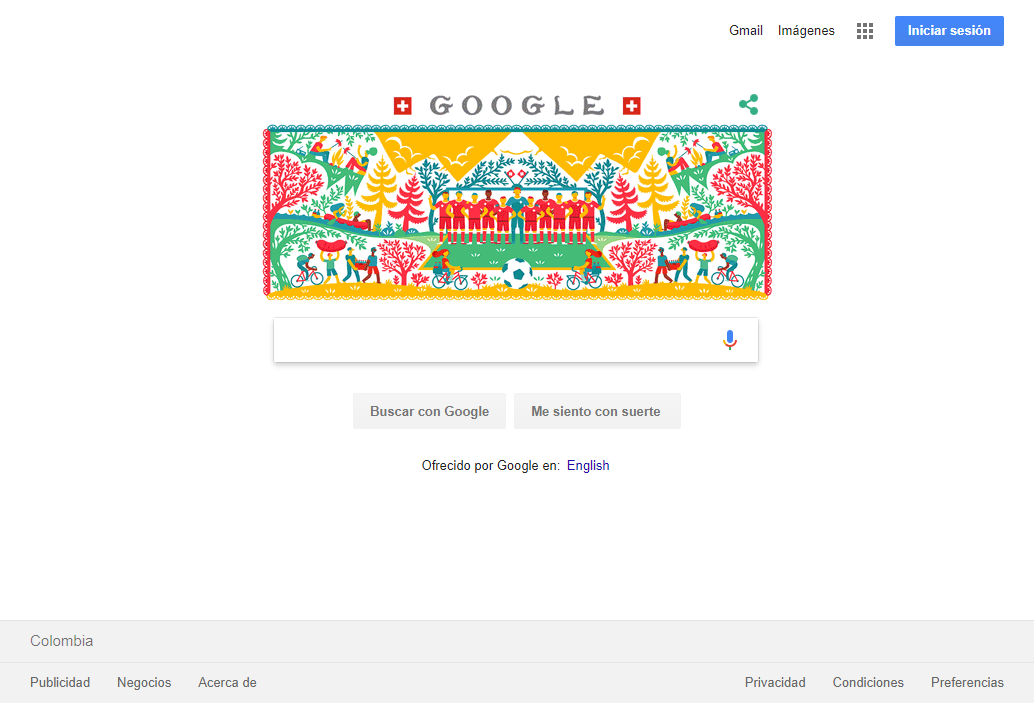 Gmail Imágenes Iniciar sesión
GOOGLE
Buscar con Google Me siento con suerte
Ofrecido por Google en: English
Colombia
Publicidad Negocios Acerca de Privacidad Condiciones Preferencias